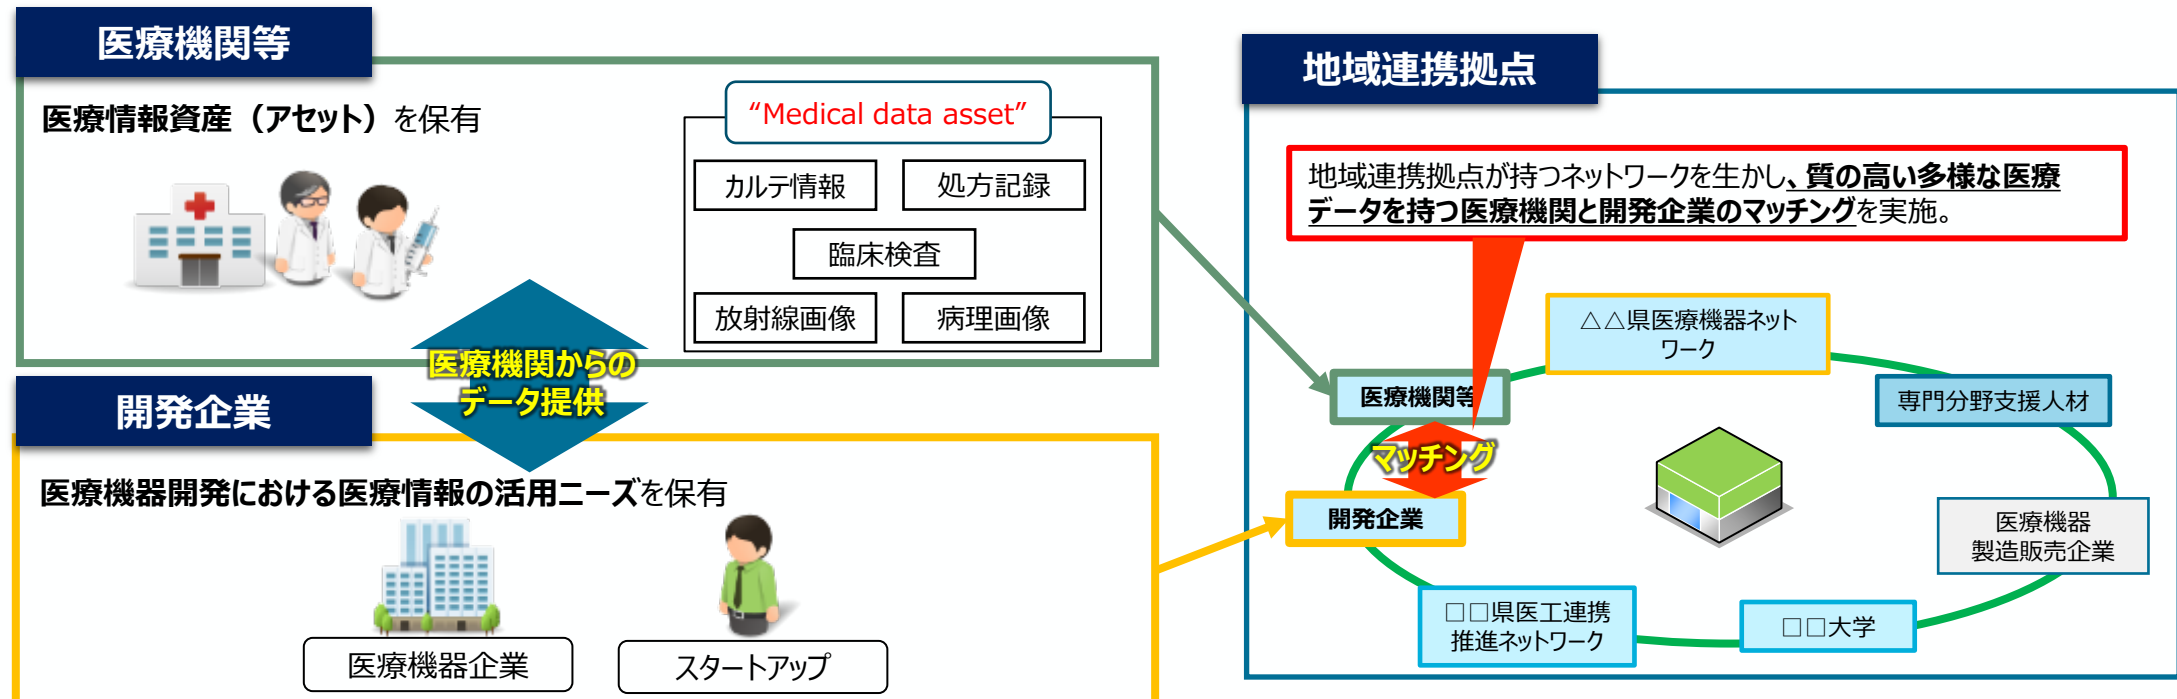 医療機関等
医療情報資産（アセット）を保有
“Medical data asset”
カルテ情報
処方記録
臨床検査
放射線画像
病理画像
医療機関からの
データ提供
開発企業
医療機器開発における医療情報の活用ニーズを保有
医療機器企業
スタートアップ
地域連携拠点
地域連携拠点が持つネットワークを生かし、質の高い多様な医療
データを持つ医療機関と開発企業のマッチングを実施。
△△県医療機器ネット
ワーク
医療機関等
専門分野支援人材
マッチング
開発企業
医療機器
製造販売企業
□□県医工連携
推進ネットワーク
□□大学